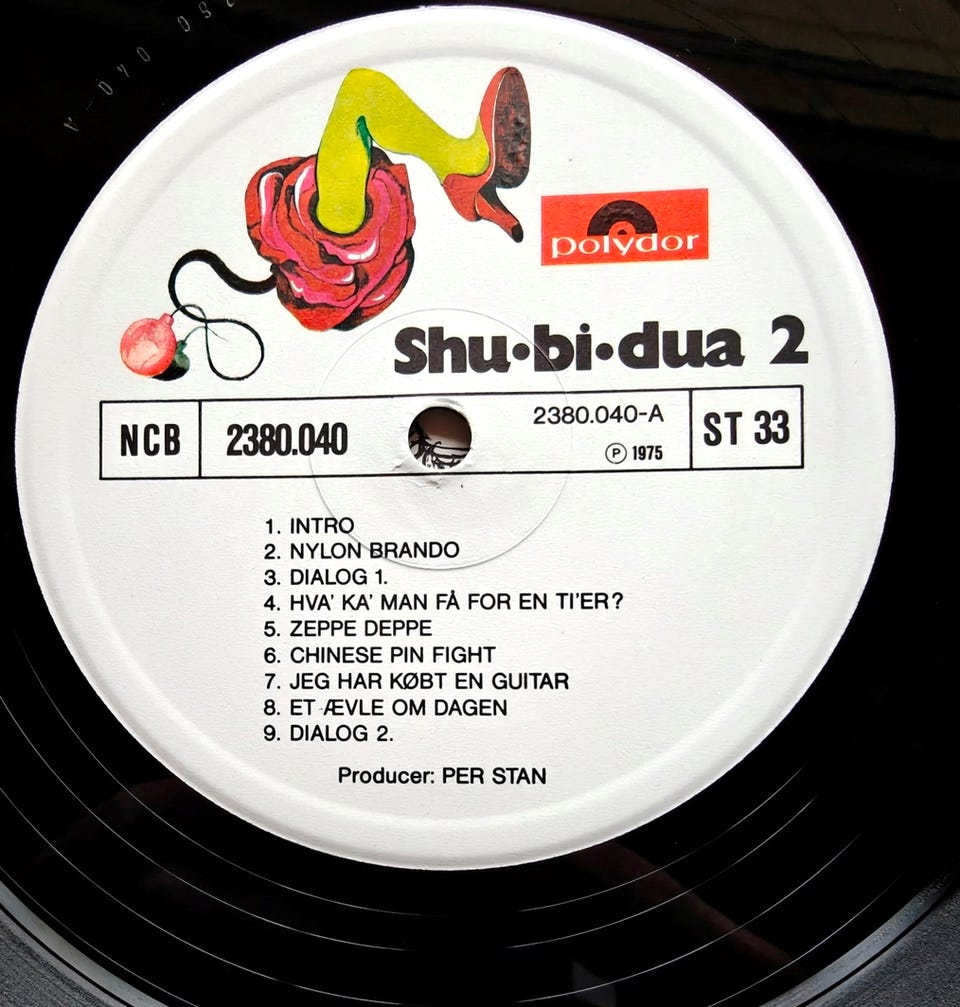 polydor
Shu•bi•dua 2
NCB 2380.040 2380.040-A ST 33
Ⓟ 1975
1. INTRO
2. NYLON BRANDO
3. DIALOG 1.
4. HVA' KA' MAN FÅ FOR EN TI'ER?
5. ZEPPE DEPPE
6. CHINESE PIN FIGHT
7. JEG HAR KØBT EN GUITAR
8. ET ÆVLE OM DAGEN
9. DIALOG 2.
Producer: PER STAN